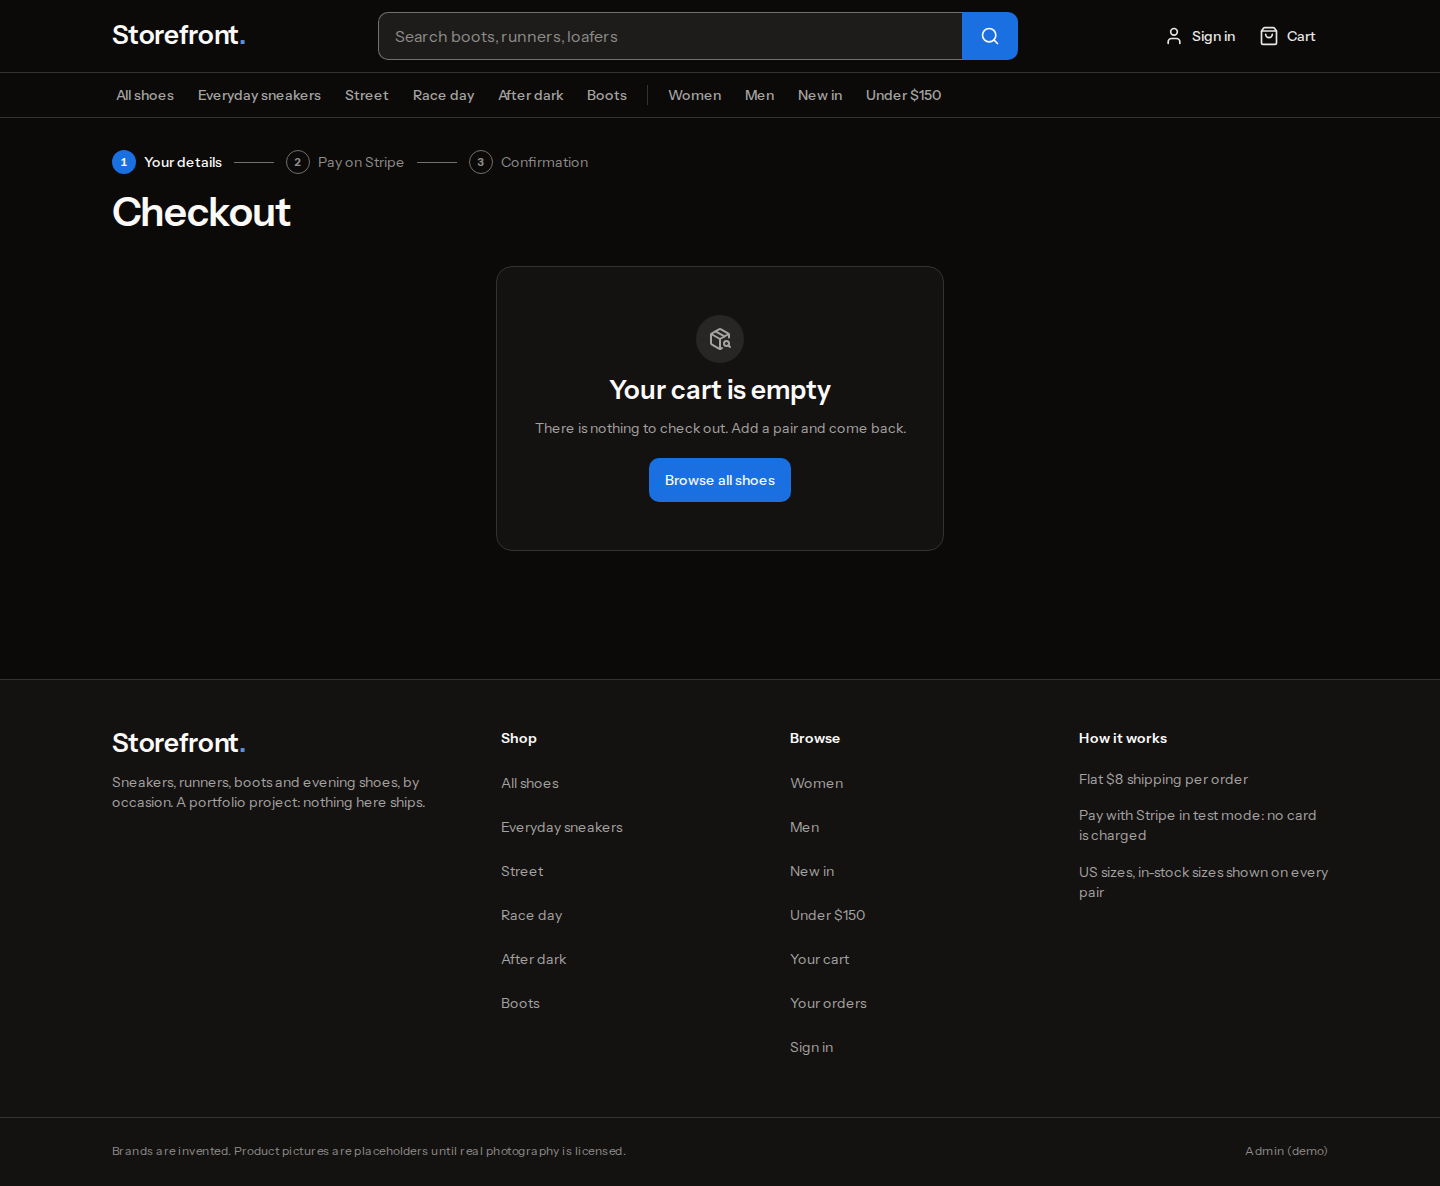 Storefront.
Search boots, runners, loafers
Sign in
Cart
All shoes
Everyday sneakers
Street
Race day
After dark
Boots
Women
Men
New in
Under $150
1 Your details
2 Pay on Stripe
3 Confirmation
Checkout
Your cart is empty
There is nothing to check out. Add a pair and come back.
Browse all shoes
Storefront.
Sneakers, runners, boots and evening shoes, by
occasion. A portfolio project: nothing here ships.
Shop
All shoes
Everyday sneakers
Street
Race day
After dark
Boots
Browse
Women
Men
New in
Under $150
Your cart
Your orders
Sign in
How it works
Flat $8 shipping per order
Pay with Stripe in test mode: no card
is charged
US sizes, in-stock sizes shown on every
pair
Brands are invented. Product pictures are placeholders until real photography is licensed.
Admin (demo)